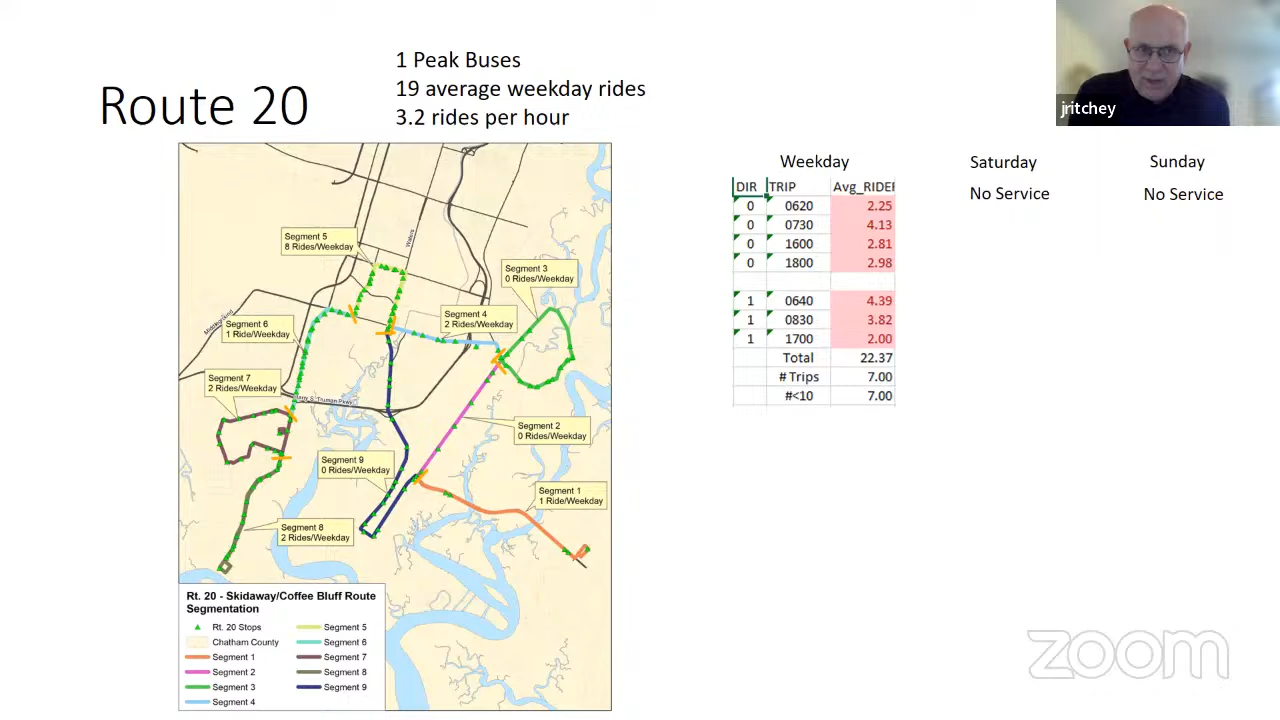 Route 20
1 Peak Buses
19 average weekday rides
3.2 rides per hour
jritchey
Weekday
Saturday
Sunday
No Service
No Service
DIR TRIP Avg_RIDEF
0 0620 2.25
0 0730 4.13
0 1600 2.81
0 1800 2.98
1 0640 4.39
1 0830 3.82
1 1700 2.00
Total 22.37
# Trips 7.00
#<10 7.00
Segment 5
8 Rides/Weekday
Waters
Segment 3
0 Rides/Weekday
Segment 4
2 Rides/Weekday
Segment 6
1 Ride/Weekday
Segment 7
2 Rides/Weekday
Harry S. Truman Pkwy
Segment 2
0 Rides/Weekday
Segment 9
0 Rides/Weekday
Segment 1
1 Ride/Weekday
Segment 8
2 Rides/Weekday
Rt. 20 - Skidaway/Coffee Bluff Route
Segmentation
Rt. 20 Stops
Chatham County
Segment 1
Segment 2
Segment 3
Segment 4
Segment 5
Segment 6
Segment 7
Segment 8
Segment 9
zoom